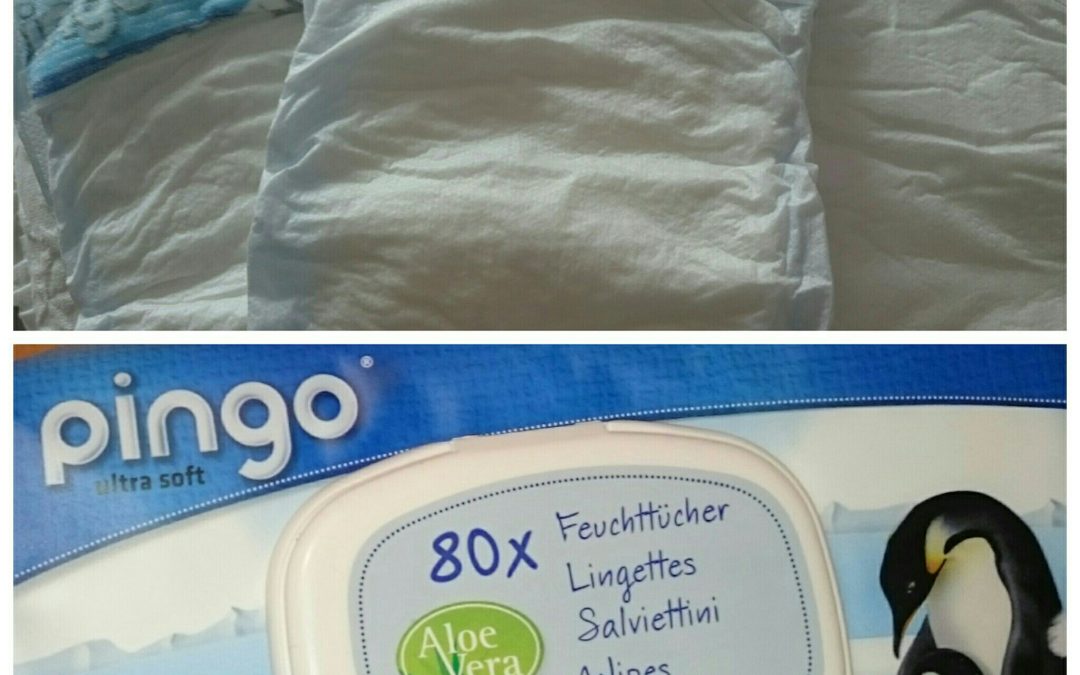 pingo®
ultra soft
80x
Feuchttücher
Lingettes
Salviettini
Aloe
Vera